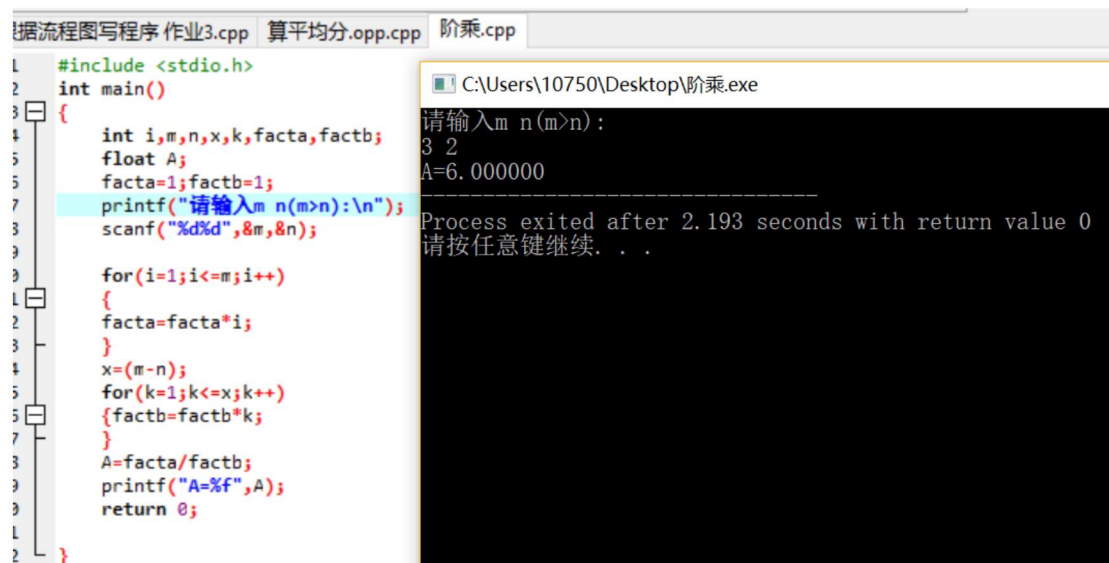 据流程图写程序 作业3.cpp 算平均分.opp.cpp 阶乘.cpp
#include <stdio.h>
int main()
{
int i,m,n,x,k,facta,factb;
float A;
facta=1;factb=1;
printf("请输入m n(m>n):\n");
scanf("%d%d",&m,&n);
for(i=1;i<=m;i++)
{
facta=facta*i;
}
x=(m-n);
for(k=1;k<=x;k++)
{factb=factb*k;
}
A=facta/factb;
printf("A=%f",A);
return 0;
}
C:\Users\10750\Desktop\阶乘.exe
请输入m n(m>n):
3 2
A=6.000000
--------------------------------
Process exited after 2.193 seconds with return value 0
请按任意键继续. . .